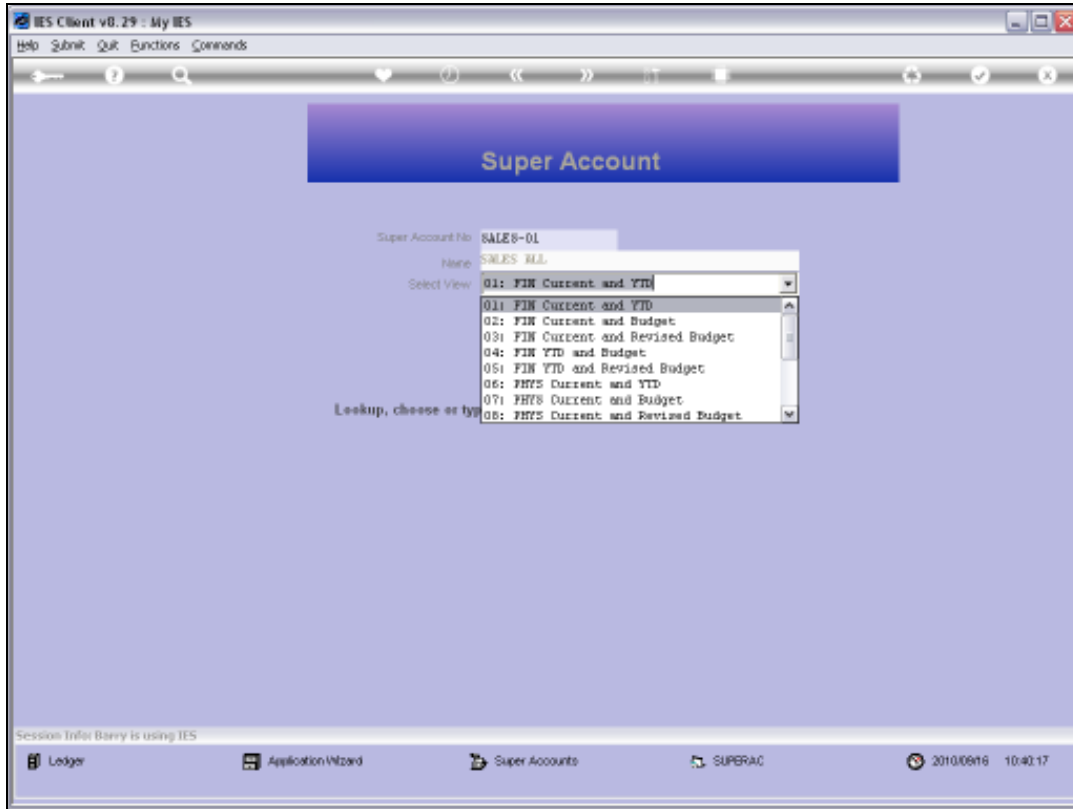 IES Client v8.29 : My IES
Help Submit Quit Functions Commands
Super Account
Super Account No SALES-01
Name SALES ALL
Select View 01: FIN Current and YTD
01: FIN Current and YTD
02: FIN Current and Budget
03: FIN Current and Revised Budget
04: FIN YTD and Budget
05: FIN YTD and Revised Budget
06: PHYS Current and YTD
07: PHYS Current and Budget
Lookup, choose or typ
08: PHYS Current and Revised Budget
Session Info: Barry is using IES
Ledger Application Wizard Super Accounts SUPERAC 2010/09/16 10:40:17